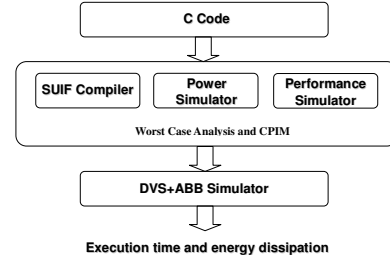 C Code
SUIF Compiler
Power
Simulator
Performance
Simulator
Worst Case Analysis and CPIM
DVS+ABB Simulator
Execution time and energy dissipation